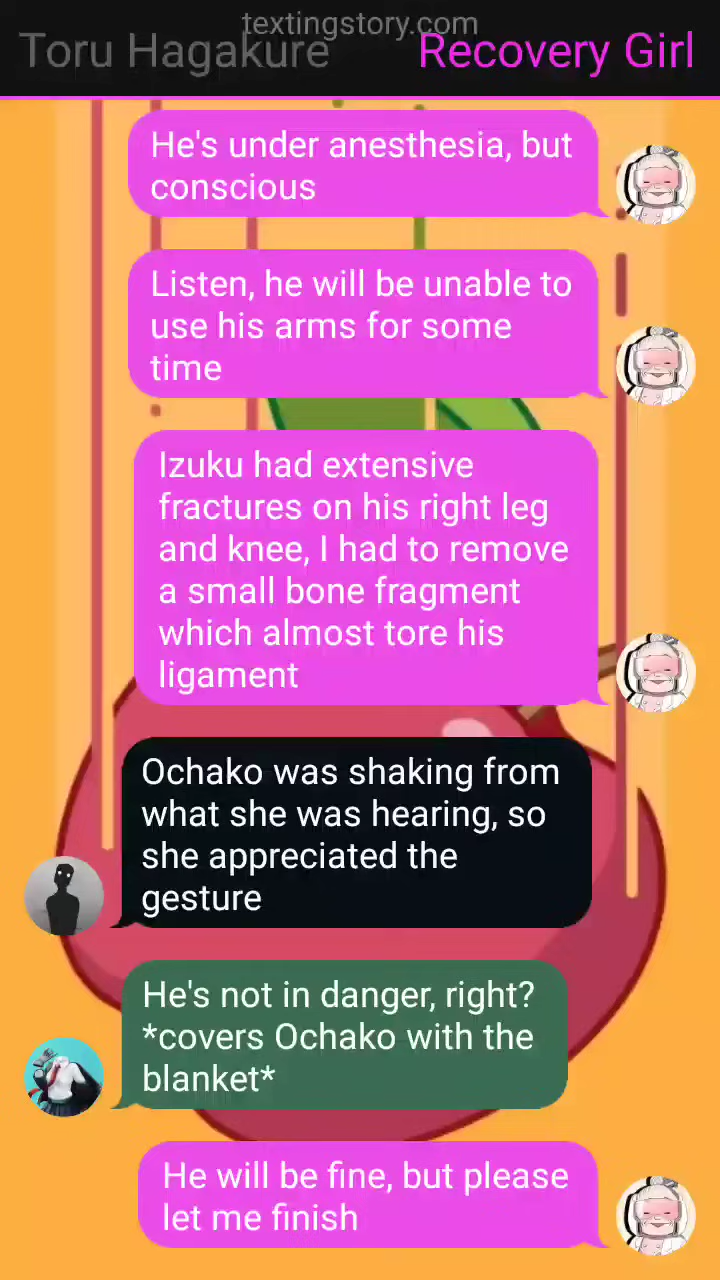 textingstory.com
Toru Hagakure
Recovery Girl
He's under anesthesia, but
conscious
Listen, he will be unable to
use his arms for some
time
Izuku had extensive
fractures on his right leg
and knee, I had to remove
a small bone fragment
which almost tore his
ligament
Ochako was shaking from
what she was hearing, so
she appreciated the
gesture
He's not in danger, right?
*covers Ochako with the
blanket*
He will be fine, but please
let me finish